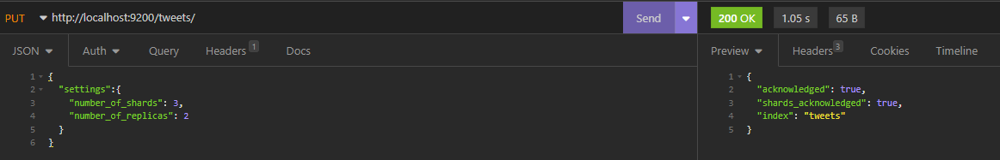 PUT http://localhost:9200/tweets/ Send 200 OK 1.05 s 65 B
JSON Auth Query Headers 1 Docs Preview Headers 3 Cookies Timeline
1 {
2 "settings":{
3 "number_of_shards": 3,
4 "number_of_replicas": 2
5 }
6 }
1 {
2 "acknowledged": true,
3 "shards_acknowledged": true,
4 "index": "tweets"
5 }